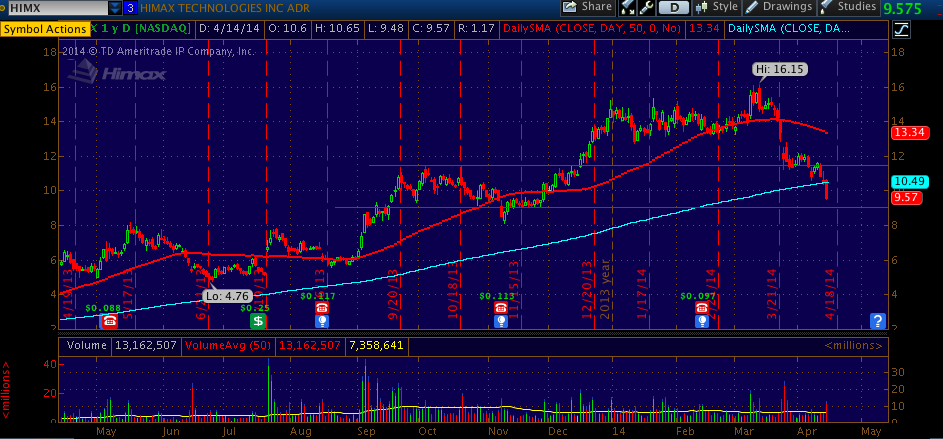 HIMX 3 HIMAX TECHNOLOGIES INC ADR Share D Style Drawings Studies 9.575
Symbol Actions X 1 y D [NASDAQ] D: 4/14/14 O: 10.6 H: 10.65 L: 9.48 C: 9.57 R: 1.17 DailySMA (CLOSE, DAY, 50, 0, No) 13.34 DailySMA (CLOSE, DA...
2014 © TD Ameritrade IP Company, Inc.
Himax
18 18
16 16
14 14
12 12
10 10
8 8
6 6
4 4
2 2
Hi: 16.15
13.34
10.49
9.57
Lo: 4.76
$0.088 $0.25 $0.117 $0.113 $0.097
4/19/13 5/17/13 9/20/13 10/18/13 12/20/13 2013 year 3/21/14 4/18/14
$ ?
Volume 13,162,507 VolumeAvg (50) 13,162,507 7,358,641 <millions>
<millions>
40
20
30
20
10
May Jun Jul Aug Sep Oct Nov Dec '14 Feb Mar Apr May